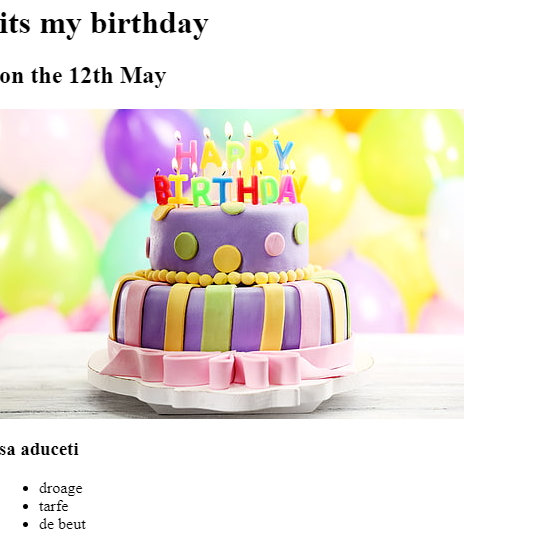 its my birthday
on the 12th May
HAPPY
BIRTHDAY
sa aduceti
droage
tarfe
de beut